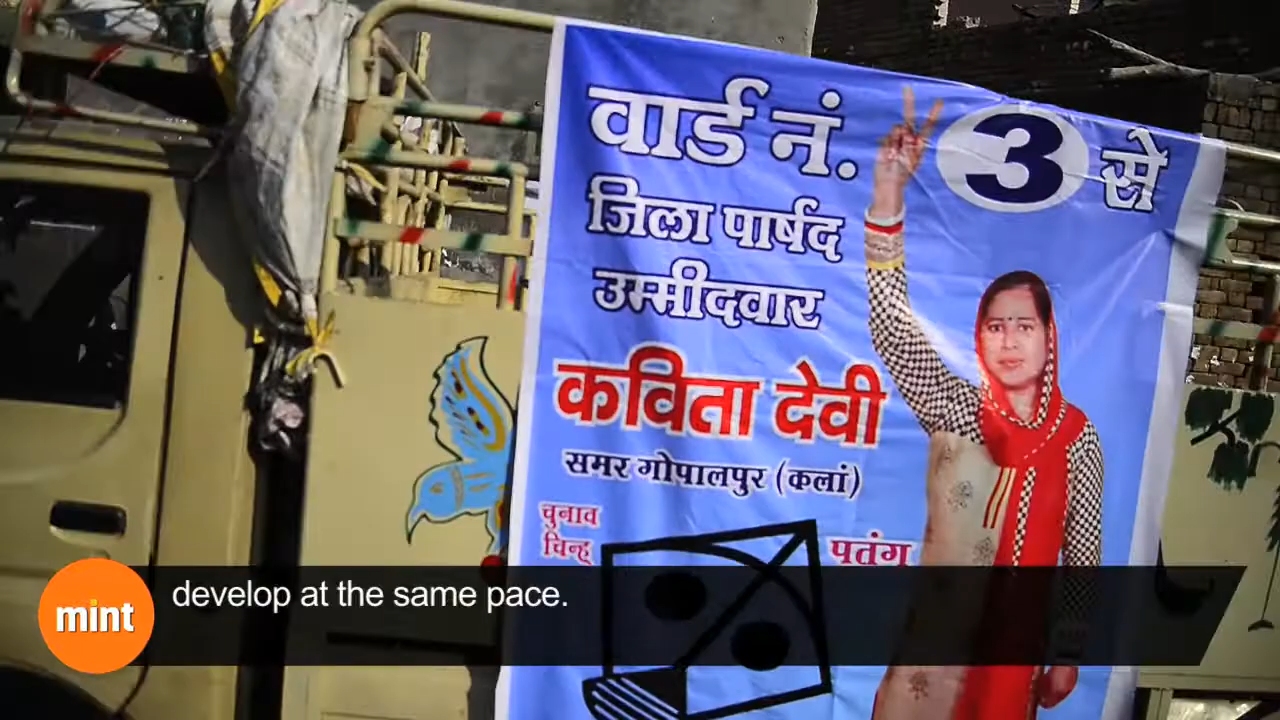 वार्ड नं. 3 से
जिला पार्षद
उम्मीदवार
कविता देवी
समर गोपालपुर (कलां)
चुनाव
चिन्ह
पतंग
mint
develop at the same pace.